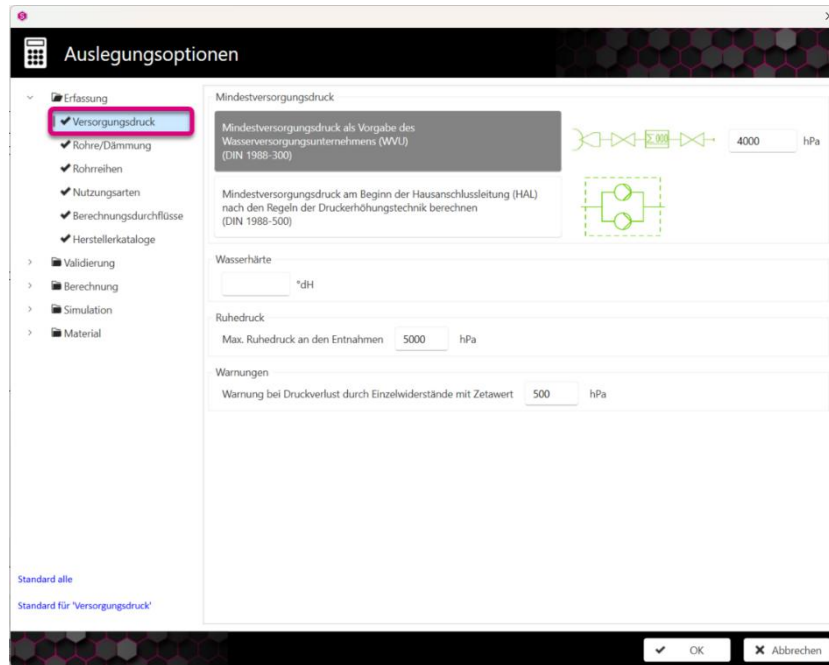 Auslegungsoptionen
Erfassung
Versorgungsdruck
Rohre/Dämmung
Rohrreihen
Nutzungsarten
Berechnungsdurchflüsse
Herstellerkataloge
Validierung
Berechnung
Simulation
Material
Standard alle
Standard für 'Versorgungsdruck'
Mindestversorgungsdruck
Mindestversorgungsdruck als Vorgabe des
Wasserversorgungsunternehmens (WVU)
(DIN 1988-300)
Σ 000
4000 hPa
Mindestversorgungsdruck am Beginn der Hausanschlussleitung (HAL)
nach den Regeln der Druckerhöhungstechnik berechnen
(DIN 1988-500)
Wasserhärte
°dH
Ruhedruck
Max. Ruhedruck an den Entnahmen 5000 hPa
Warnungen
Warnung bei Druckverlust durch Einzelwiderstände mit Zetawert 500 hPa
OK Abbrechen